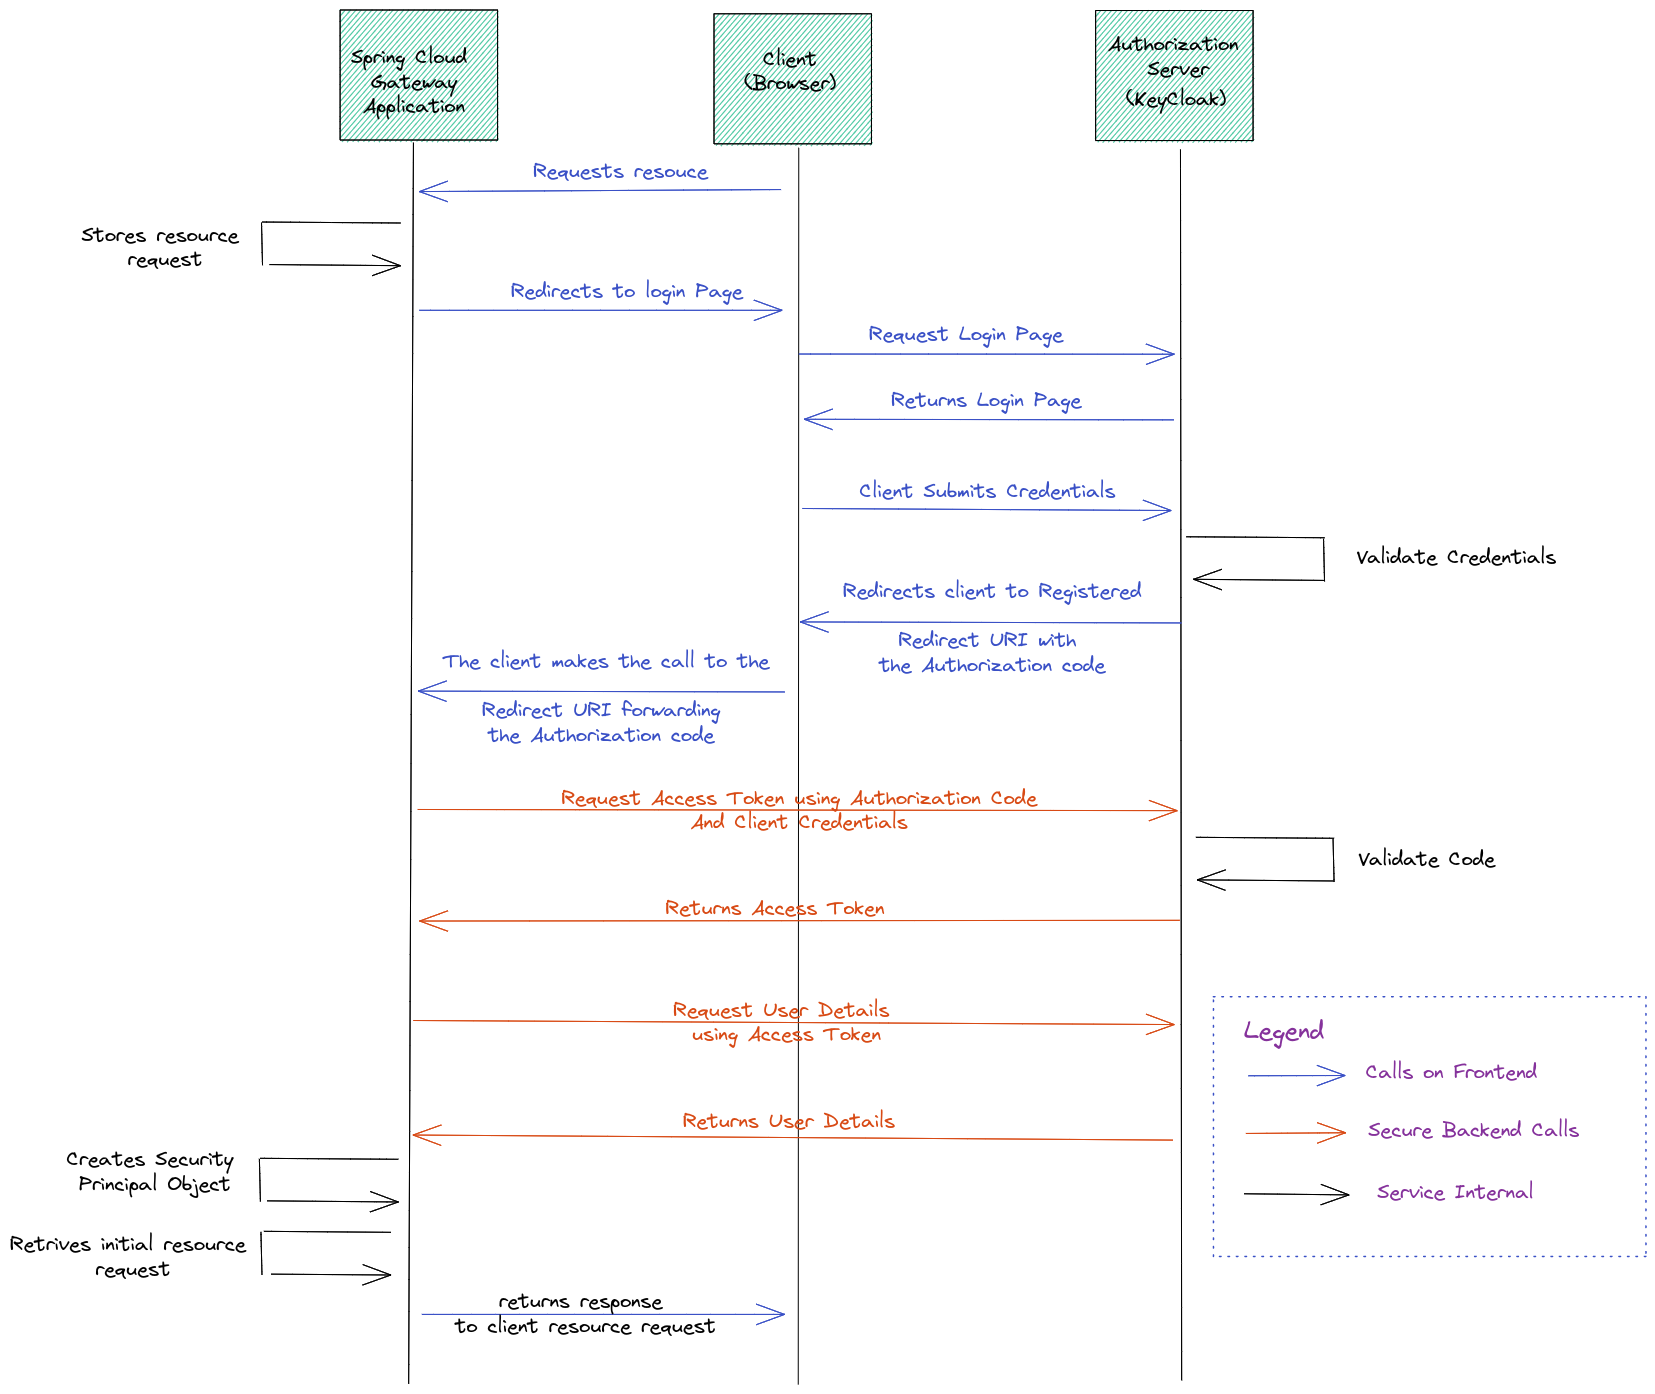 Spring Cloud
Gateway
Application
Client
(Browser)
Authorization
Server
(KeyCloak)
Requests resouce
Stores resource
request
Redirects to login Page
Request Login Page
Returns Login Page
Client Submits Credentials
Validate Credentials
Redirects client to Registered
Redirect URI with
the Authorization code
The client makes the call to the
Redirect URI forwarding
the Authorization code
Request Access Token using Authorization Code
And Client Credentials
Validate Code
Returns Access Token
Request User Details
using Access Token
Returns User Details
Creates Security
Principal Object
Retrives initial resource
request
returns response
to client resource request
Legend
Calls on Frontend
Secure Backend Calls
Service Internal